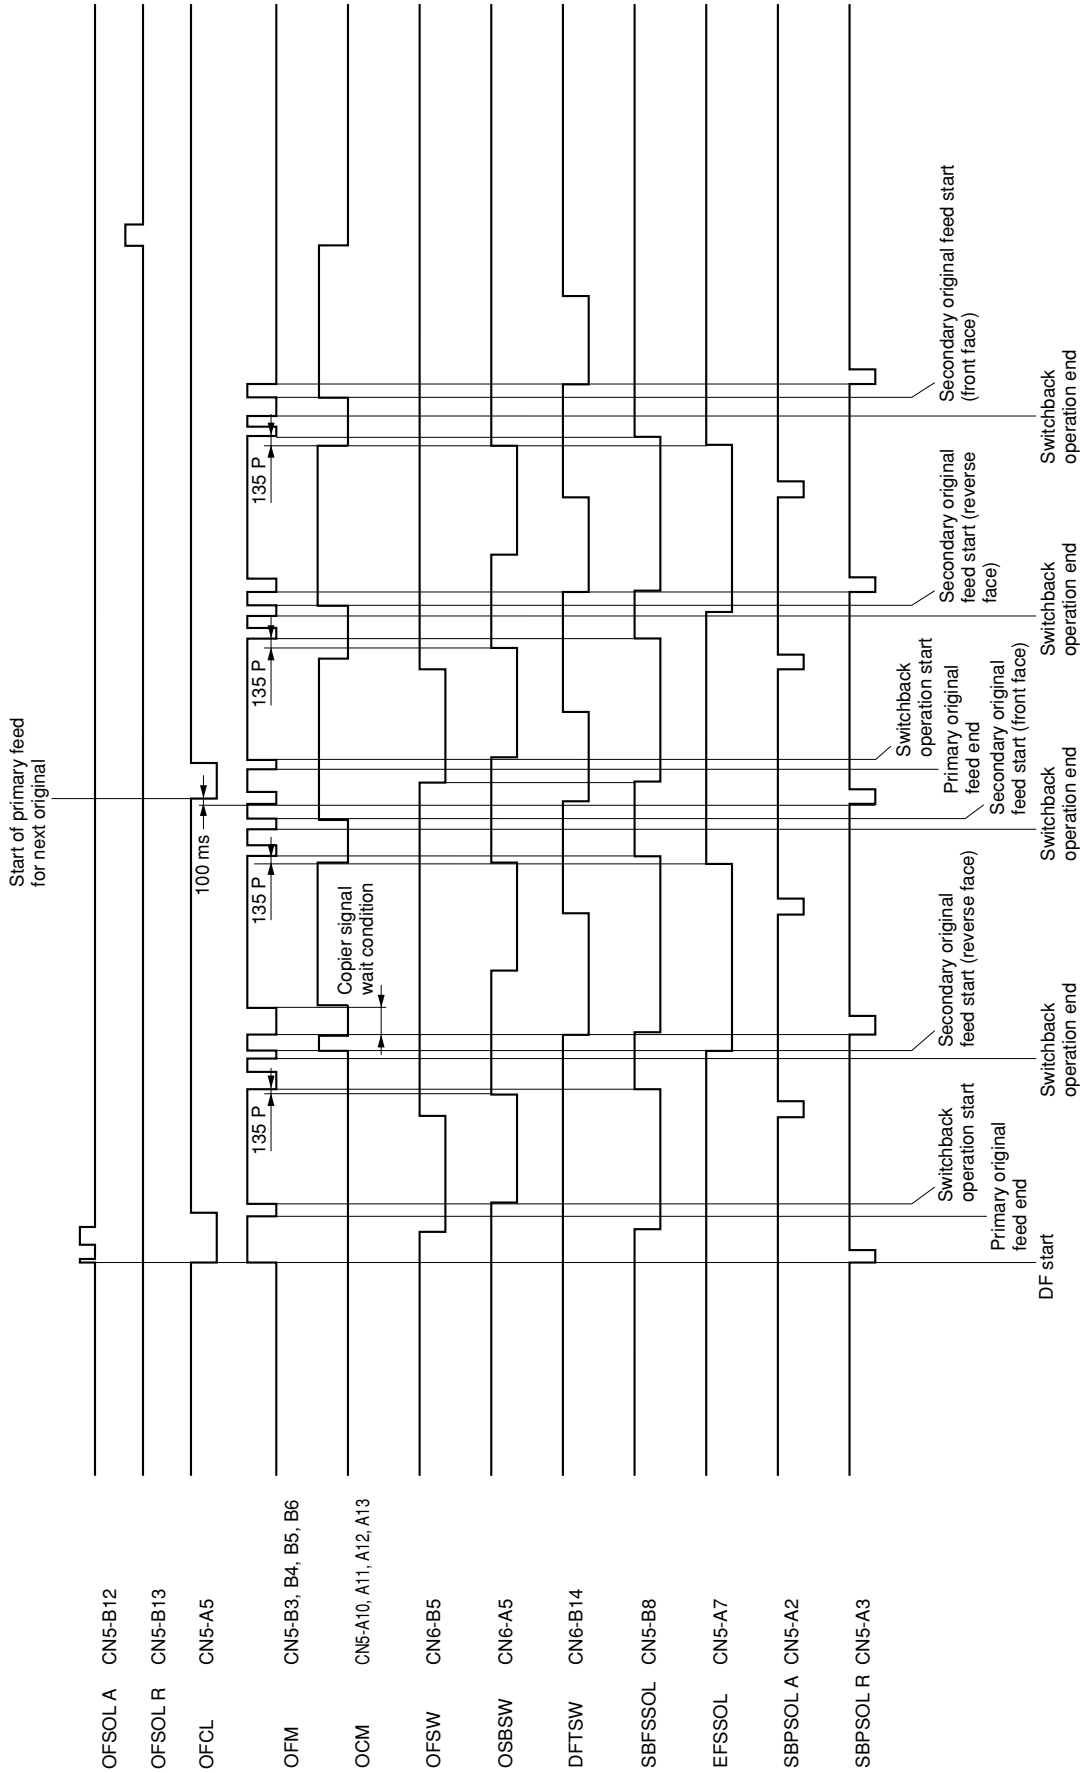 Start of primary feed
for next original
OFSOL A CN5-B12
OFSOL R CN5-B13
OFCL CN5-A5
OFM CN5-B3, B4, B5, B6
OCM CN5-A10, A11, A12, A13
OFSW CN6-B5
OSBSW CN6-A5
DFTSW CN6-B14
SBFSSOL CN5-B8
EFSSOL CN5-A7
SBPSOL A CN5-A2
SBPSOL R CN5-A3
100 ms
135 P
135 P
135 P
135 P
Copier signal
wait condition
DF start
Primary original
feed end
Switchback
operation start
Switchback
operation end
Secondary original
feed start (reverse face)
Switchback
operation end
Secondary original
feed start (front face)
Primary original
feed end
Switchback
operation start
Switchback
operation end
Secondary original
feed start (reverse
face)
Switchback
operation end
Secondary original feed start
(front face)